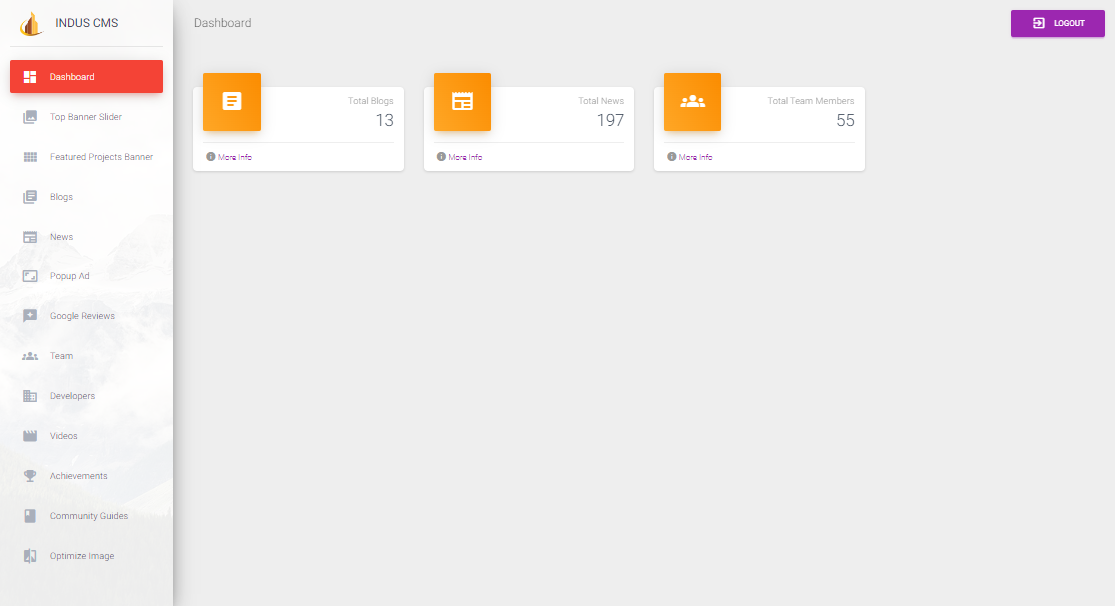 INDUS CMS
Dashboard
Top Banner Slider
Featured Projects Banner
Blogs
News
Popup Ad
Google Reviews
Team
Developers
Videos
Achievements
Community Guides
Optimize Image
Dashboard
LOGOUT
Total Blogs
13
More Info
Total News
197
More Info
Total Team Members
55
More Info